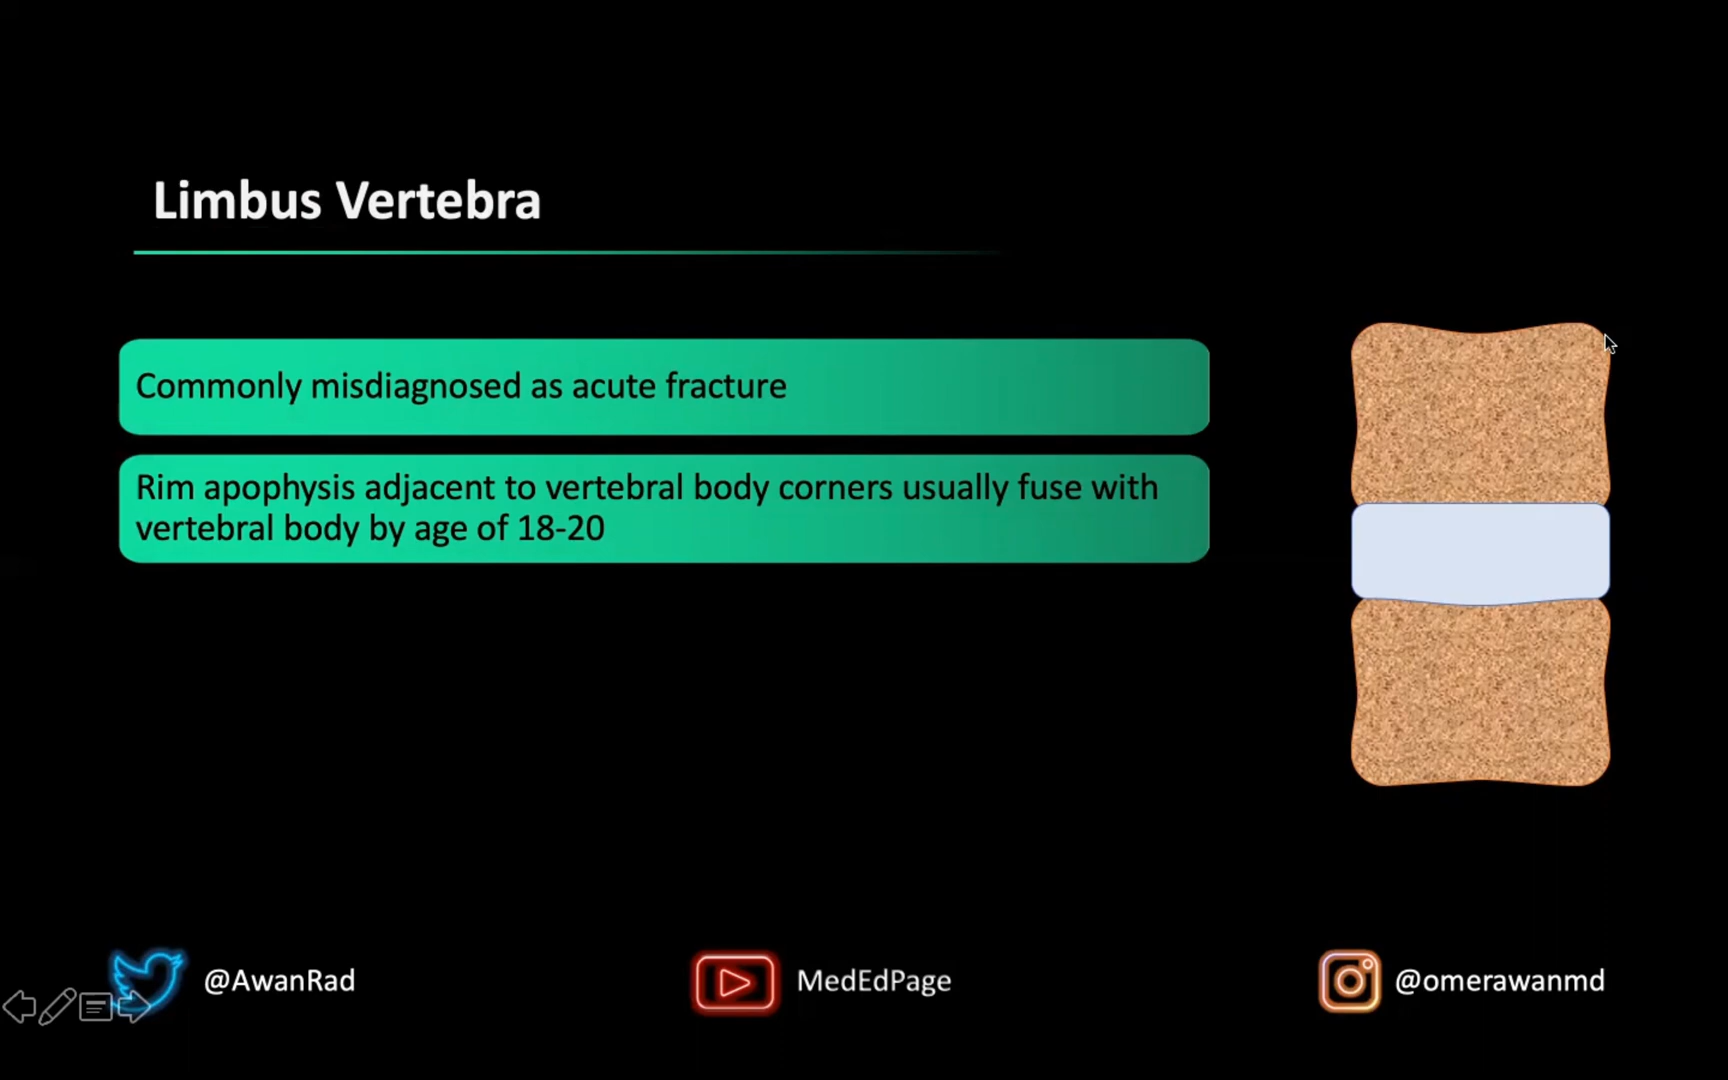 Limbus Vertebra
Commonly misdiagnosed as acute fracture
Rim apophysis adjacent to vertebral body corners usually fuse with
vertebral body by age of 18-20
@AwanRad
MedEdPage
@omerawanmd